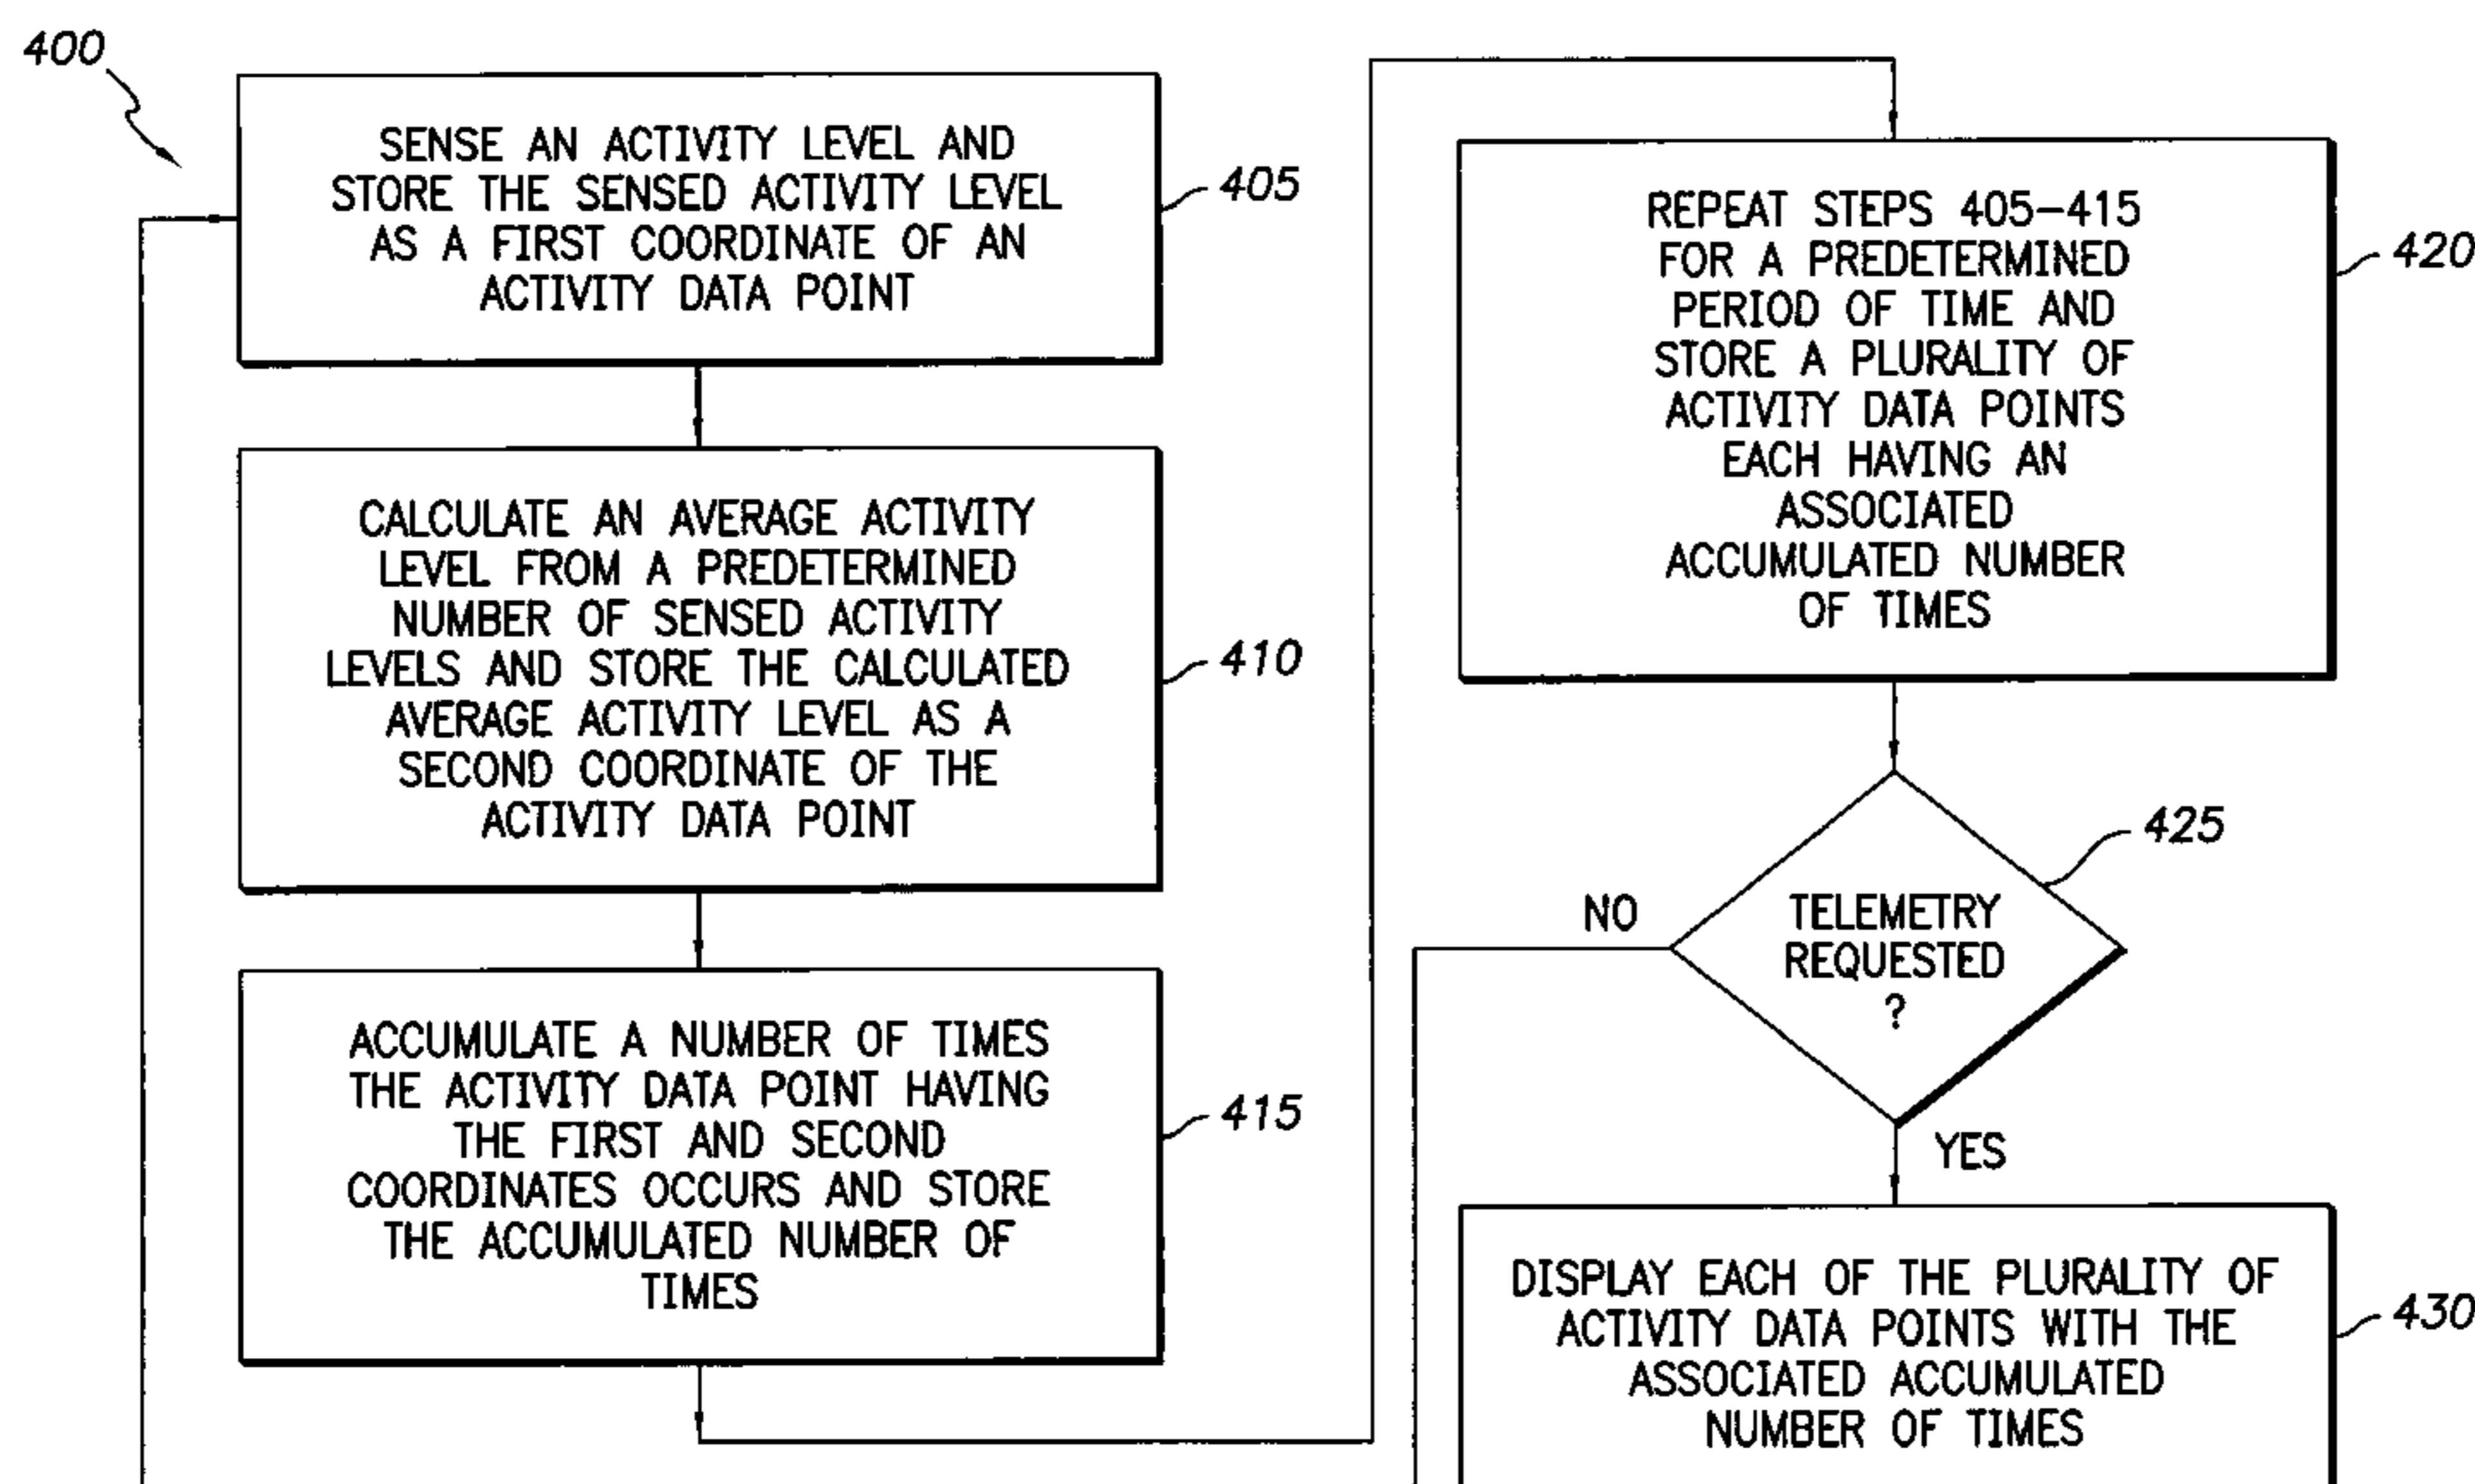 400
SENSE AN ACTIVITY LEVEL AND
STORE THE SENSED ACTIVITY LEVEL
AS A FIRST COORDINATE OF AN
ACTIVITY DATA POINT
405
CALCULATE AN AVERAGE ACTIVITY
LEVEL FROM A PREDETERMINED
NUMBER OF SENSED ACTIVITY
LEVELS AND STORE THE CALCULATED
AVERAGE ACTIVITY LEVEL AS A
SECOND COORDINATE OF THE
ACTIVITY DATA POINT
410
ACCUMULATE A NUMBER OF TIMES
THE ACTIVITY DATA POINT HAVING
THE FIRST AND SECOND
COORDINATES OCCURS AND STORE
THE ACCUMULATED NUMBER OF
TIMES
415
REPEAT STEPS 405-415
FOR A PREDETERMINED
PERIOD OF TIME AND
STORE A PLURALITY OF
ACTIVITY DATA POINTS
EACH HAVING AN
ASSOCIATED
ACCUMULATED NUMBER
OF TIMES
420
TELEMETRY
REQUESTED
?
425
NO
YES
DISPLAY EACH OF THE PLURALITY OF
ACTIVITY DATA POINTS WITH THE
ASSOCIATED ACCUMULATED
NUMBER OF TIMES
430